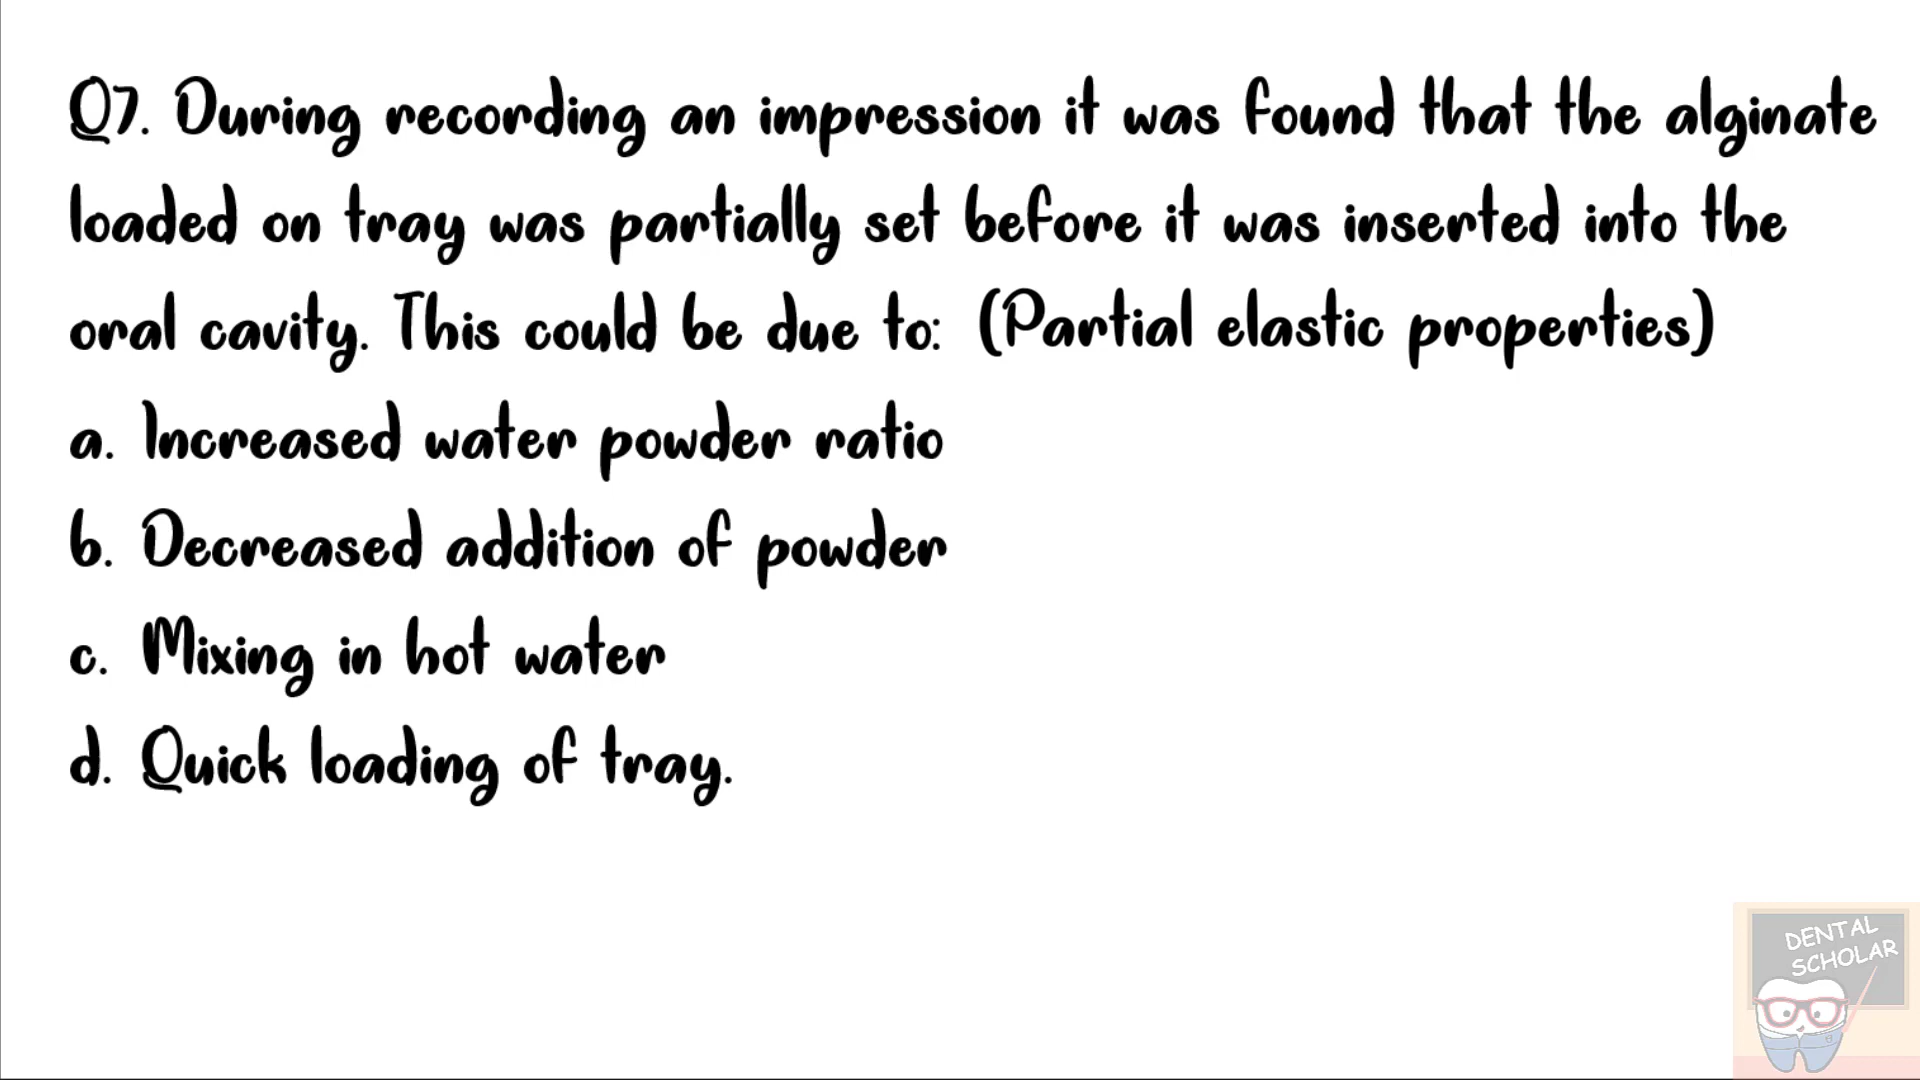 Q7. During recording an impression it was found that the alginate
loaded on tray was partially set before it was inserted into the
oral cavity. This could be due to: (Partial elastic properties)
a. Increased water powder ratio
b. Decreased addition of powder
c. Mixing in hot water
d. Quick loading of tray.
DENTAL
SCHOLAR